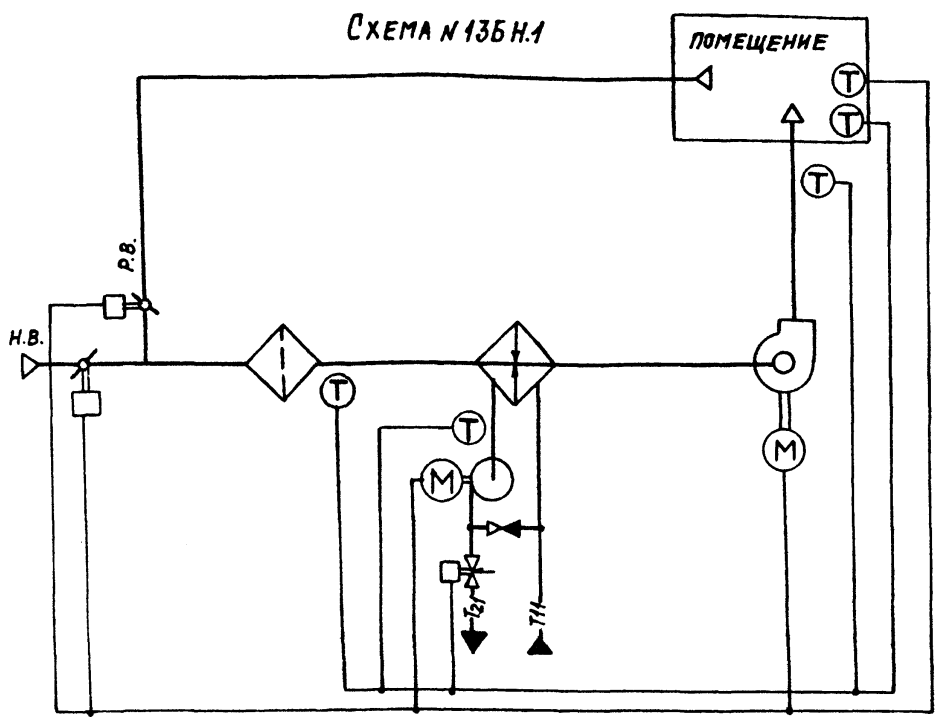 СХЕМА N 13Б Н.1
ПОМЕЩЕНИЕ
Т
Т
Т
Р.В.
Н.В.
Т
Т
М
М
Т21
Т11